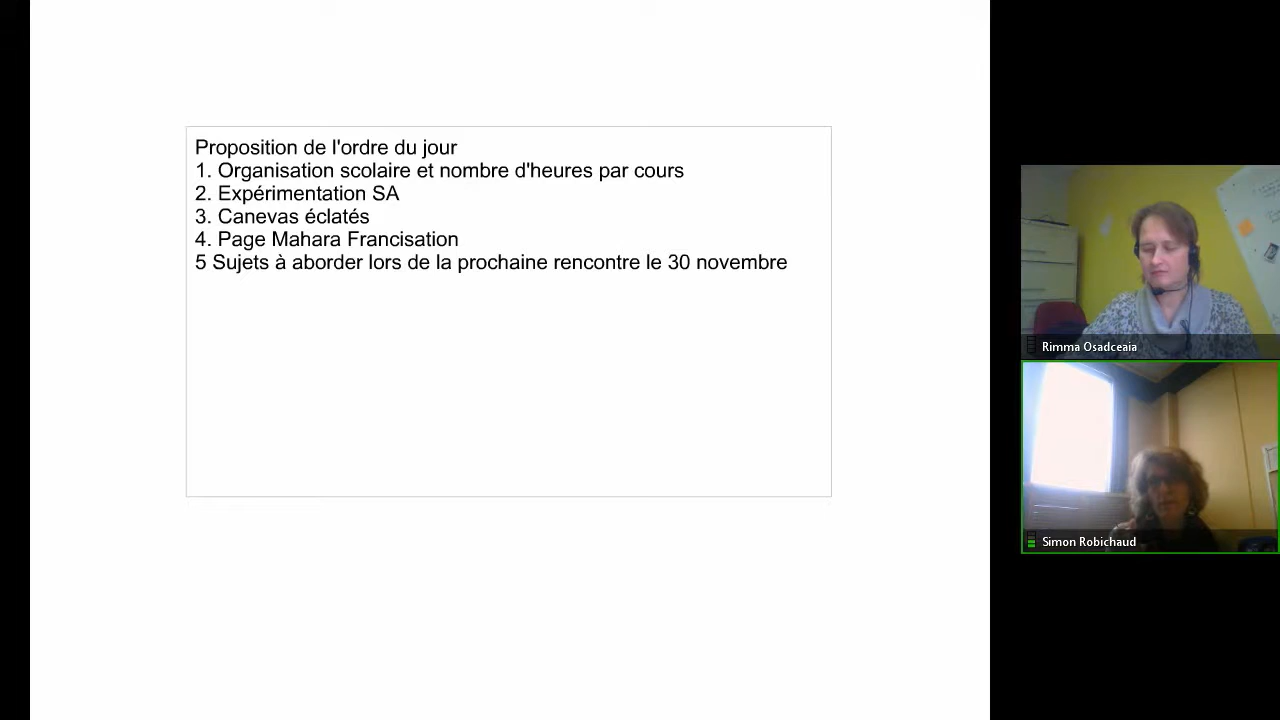 Proposition de l'ordre du jour
1. Organisation scolaire et nombre d'heures par cours
2. Expérimentation SA
3. Canevas éclatés
4. Page Mahara Francisation
5 Sujets à aborder lors de la prochaine rencontre le 30 novembre
Rimma Osadceaia
Simon Robichaud